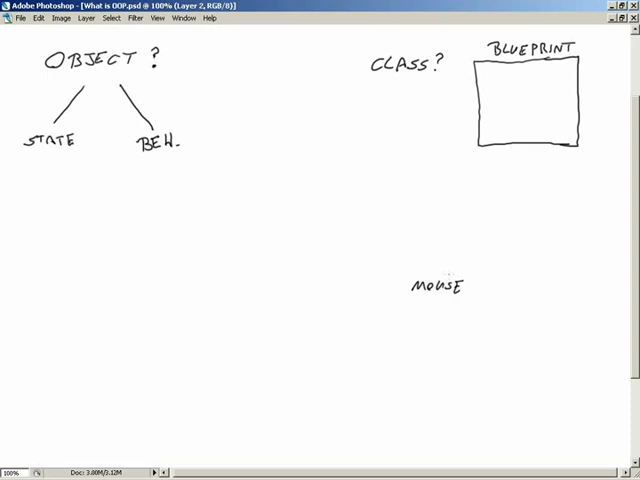 Adobe Photoshop - [What is OOP.psd @ 100% (Layer 2, RGB/8)]
File Edit Image Layer Select Filter View Window Help
OBJECT ?
CLASS?
BLUEPRINT
STATE
BEH.
MOUSE
100%
Doc: 3.00M/3.12M